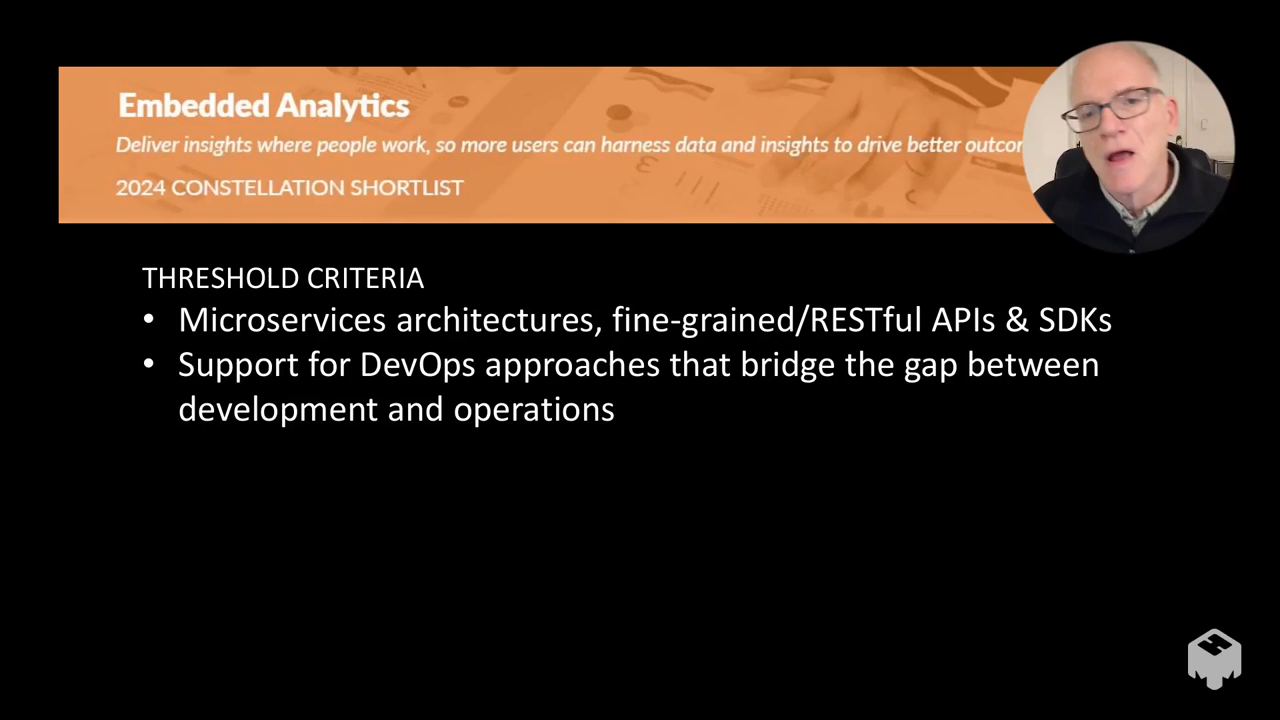 Embedded Analytics
Deliver insights where people work, so more users can harness data and insights to drive better
2024 CONSTELLATION SHORTLIST
THRESHOLD CRITERIA
• Microservices architectures, fine-grained/RESTful APIs & SDKs
• Support for DevOps approaches that bridge the gap between
development and operations